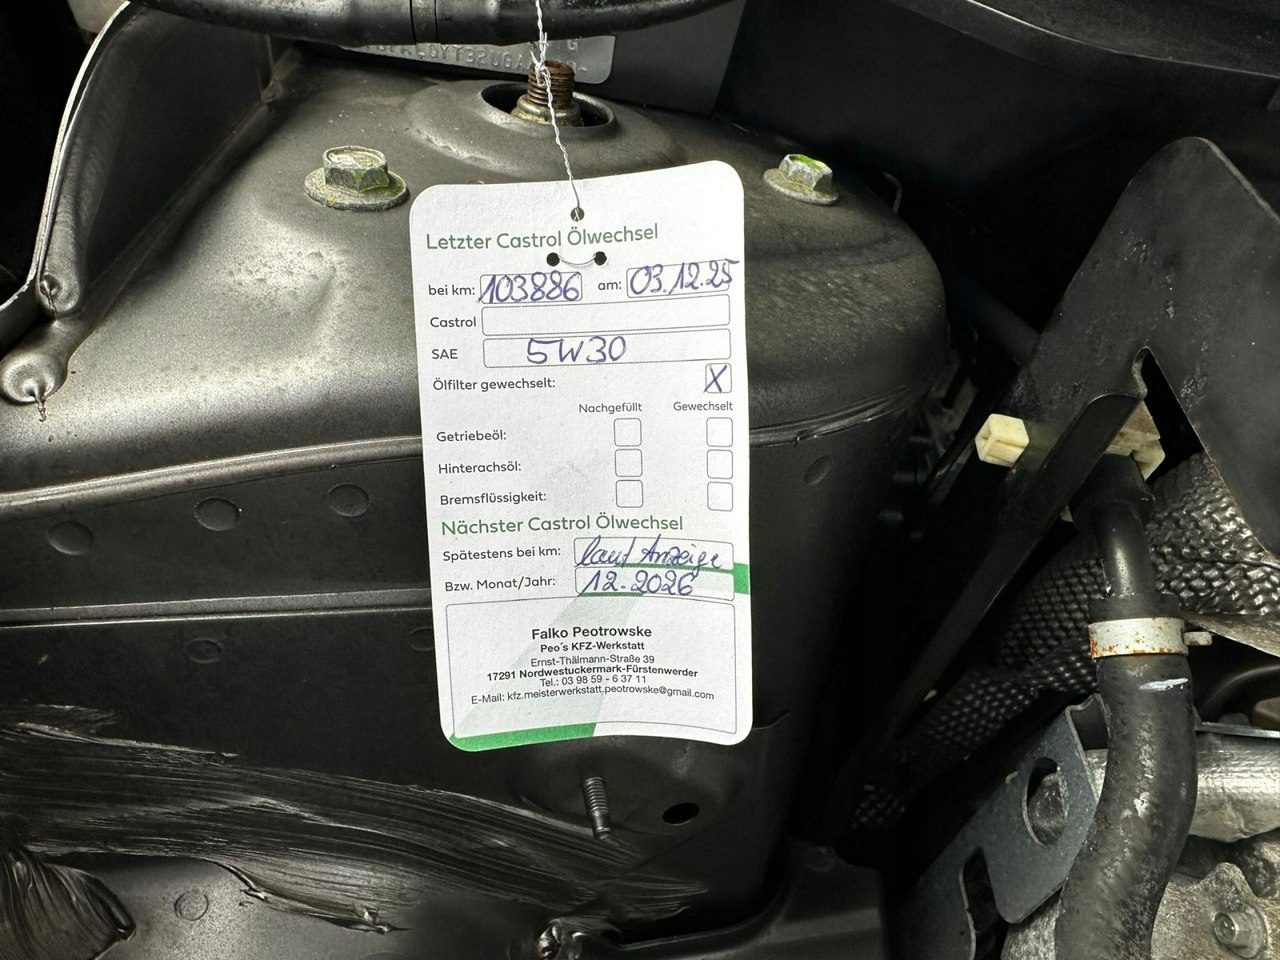 Letzter Castrol Ölwechsel
bei km: 103886 am: 03.12.25
Castrol
SAE 5W30
Ölfilter gewechselt: X
Nachgefüllt Gewechselt
Getriebeöl:
Hinterachsöl:
Bremsflüssigkeit:
Nächster Castrol Ölwechsel
Spätestens bei km: laut Anzeige
Bzw. Monat/Jahr: 12.2026
Falko Peotrowske
Peo´s KFZ-Werkstatt
Ernst-Thälmann-Straße 39
17291 Nordwestuckermark-Fürstenwerder
Tel.: 03 98 59 - 6 37 11
E-Mail: kfz.meisterwerkstatt.peotrowske@gmail.com